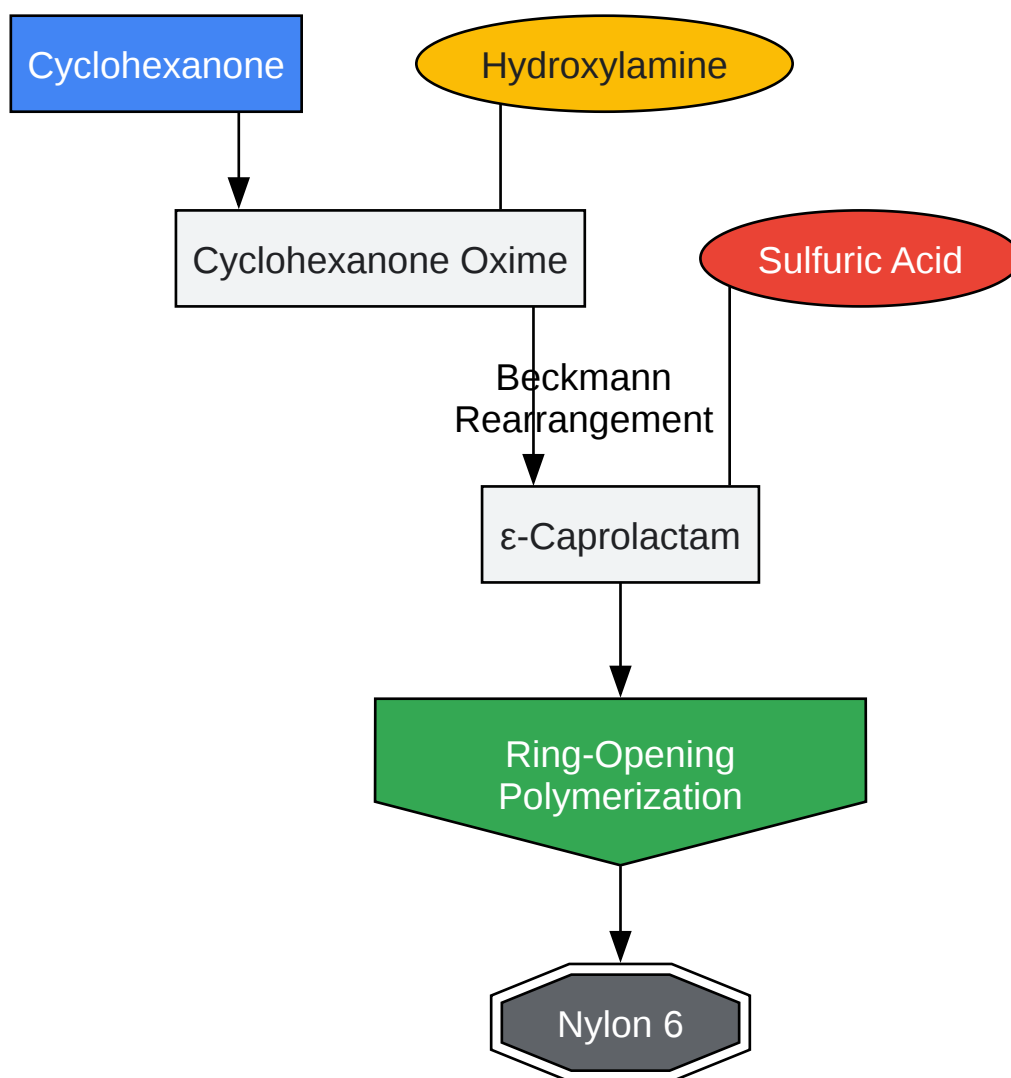 Cyclohexanone
Hydroxylamine
Cyclohexanone Oxime
Sulfuric Acid
Beckmann
Rearrangement
ε-Caprolactam
Ring-Opening
Polymerization
Nylon 6